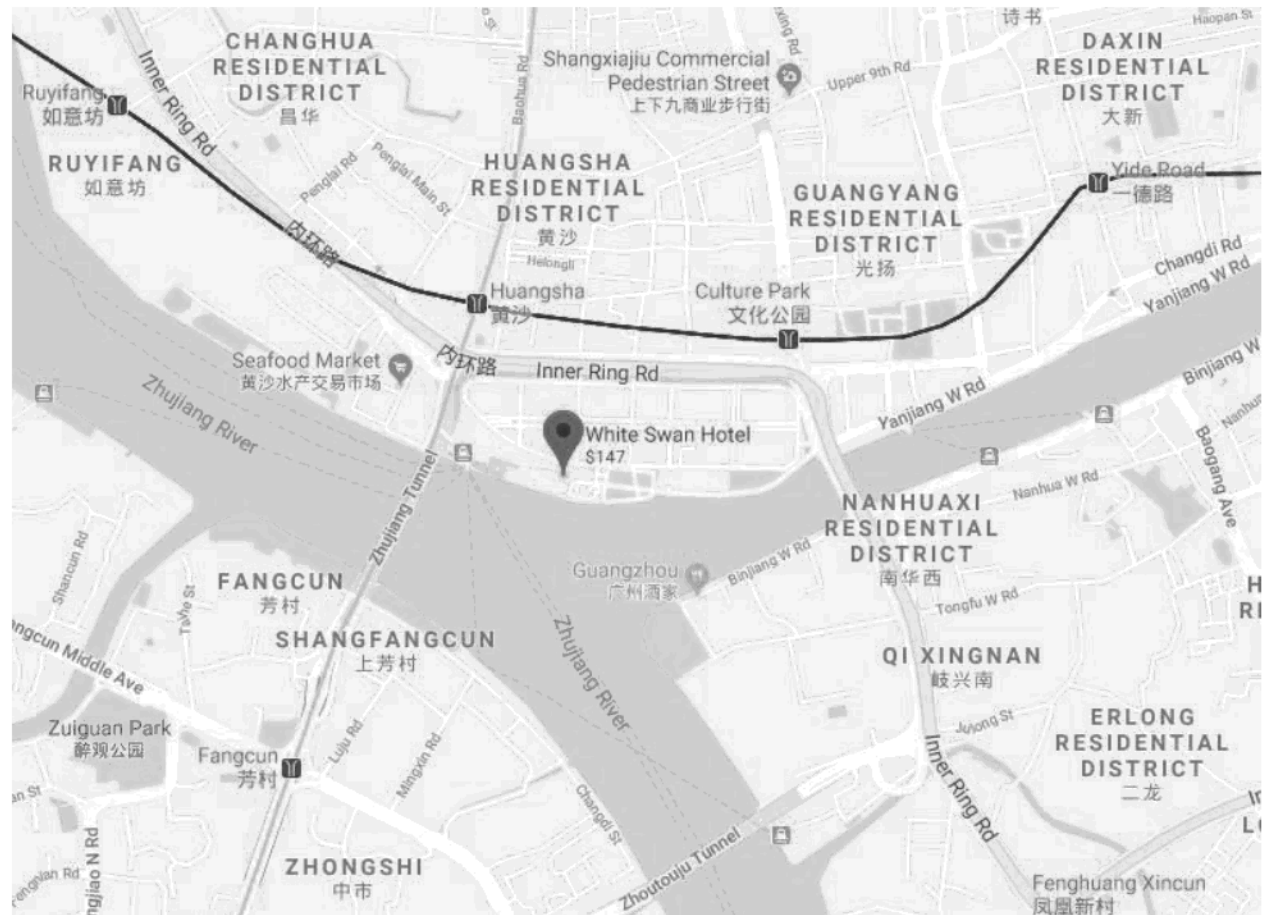 诗书
Haopan St
CHANGHUA
RESIDENTIAL
DISTRICT
昌华
Inner Ring Rd
Baohua Rd
Shangxiajiu Commercial
Pedestrian Street
上下九商业步行街
Upper 9th Rd
DAXIN
RESIDENTIAL
DISTRICT
大新
Ruyifang
如意坊
RUYIFANG
如意坊
Penglai Rd
Penglai Main St
HUANGSHA
RESIDENTIAL
DISTRICT
黄沙
GUANGYANG
RESIDENTIAL
DISTRICT
光扬
Yide Road
一德路
内环路
Helongli
Changdi Rd
Yanjiang W Rd
Huangsha
黄沙
Culture Park
文化公园
Seafood Market
黄沙水产交易市场
内环路
Inner Ring Rd
Yanjiang W Rd
Binjiang W
Zhujiang River
White Swan Hotel
$147
Baogang Ave
Zhujiang Tunnel
Nanhua W Rd
NANHUAXI
RESIDENTIAL
DISTRICT
南华西
Shancun Rd
FANGCUN
芳村
Guangzhou
广州酒家
Binjiang W Rd
Tongfu W Rd
SHANGFANGCUN
上芳村
Zhujiang River
QI XINGNAN
岐兴南
ngcun Middle Ave
Zuiguan Park
醉观公园
Fangcun
芳村
Luju Rd
Mingxin Rd
Julong St
ERLONG
RESIDENTIAL
DISTRICT
二龙
Inner Ring Rd
an St
Changdi St
ZHONGSHI
中市
Zhoutouju Tunnel
ngjiao N Rd
Fenghuang Xincun
凤凰新村